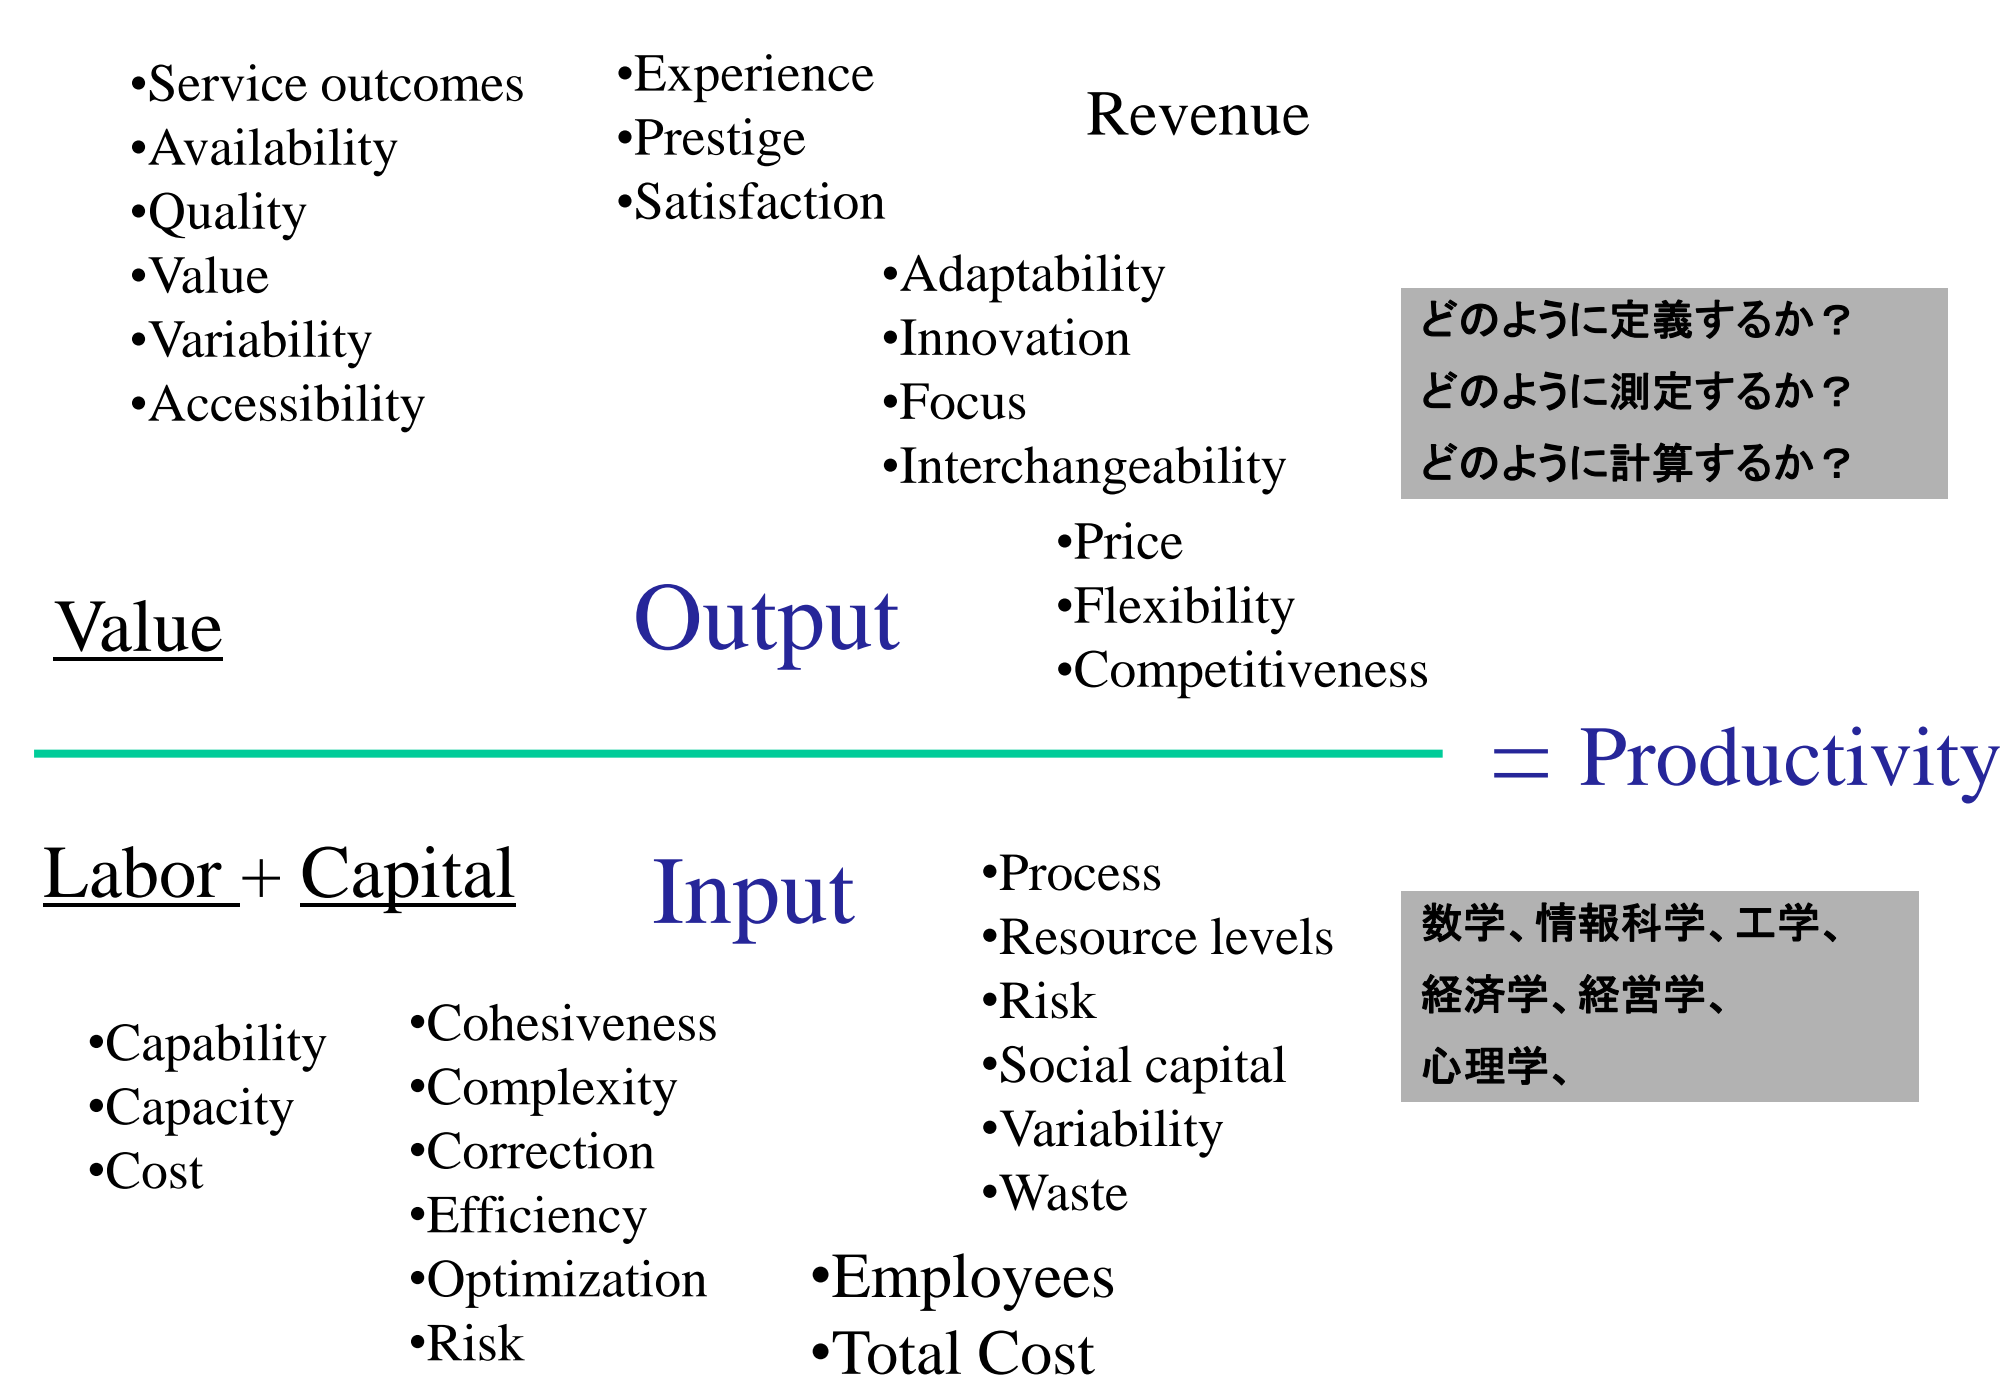 •Service outcomes
•Availability
•Quality
•Value
•Variability
•Accessibility
•Experience
•Prestige
•Satisfaction
Revenue
•Adaptability
•Innovation
•Focus
•Interchangeability
どのように定義するか？
どのように測定するか？
どのように計算するか？
•Price
•Flexibility
•Competitiveness
Value
Output
= Productivity
Labor + Capital
Input
•Process
•Resource levels
•Risk
•Social capital
•Variability
•Waste
数学、情報科学、工学、
経済学、経営学、
心理学、
•Capability
•Capacity
•Cost
•Cohesiveness
•Complexity
•Correction
•Efficiency
•Optimization
•Risk
•Employees
•Total Cost